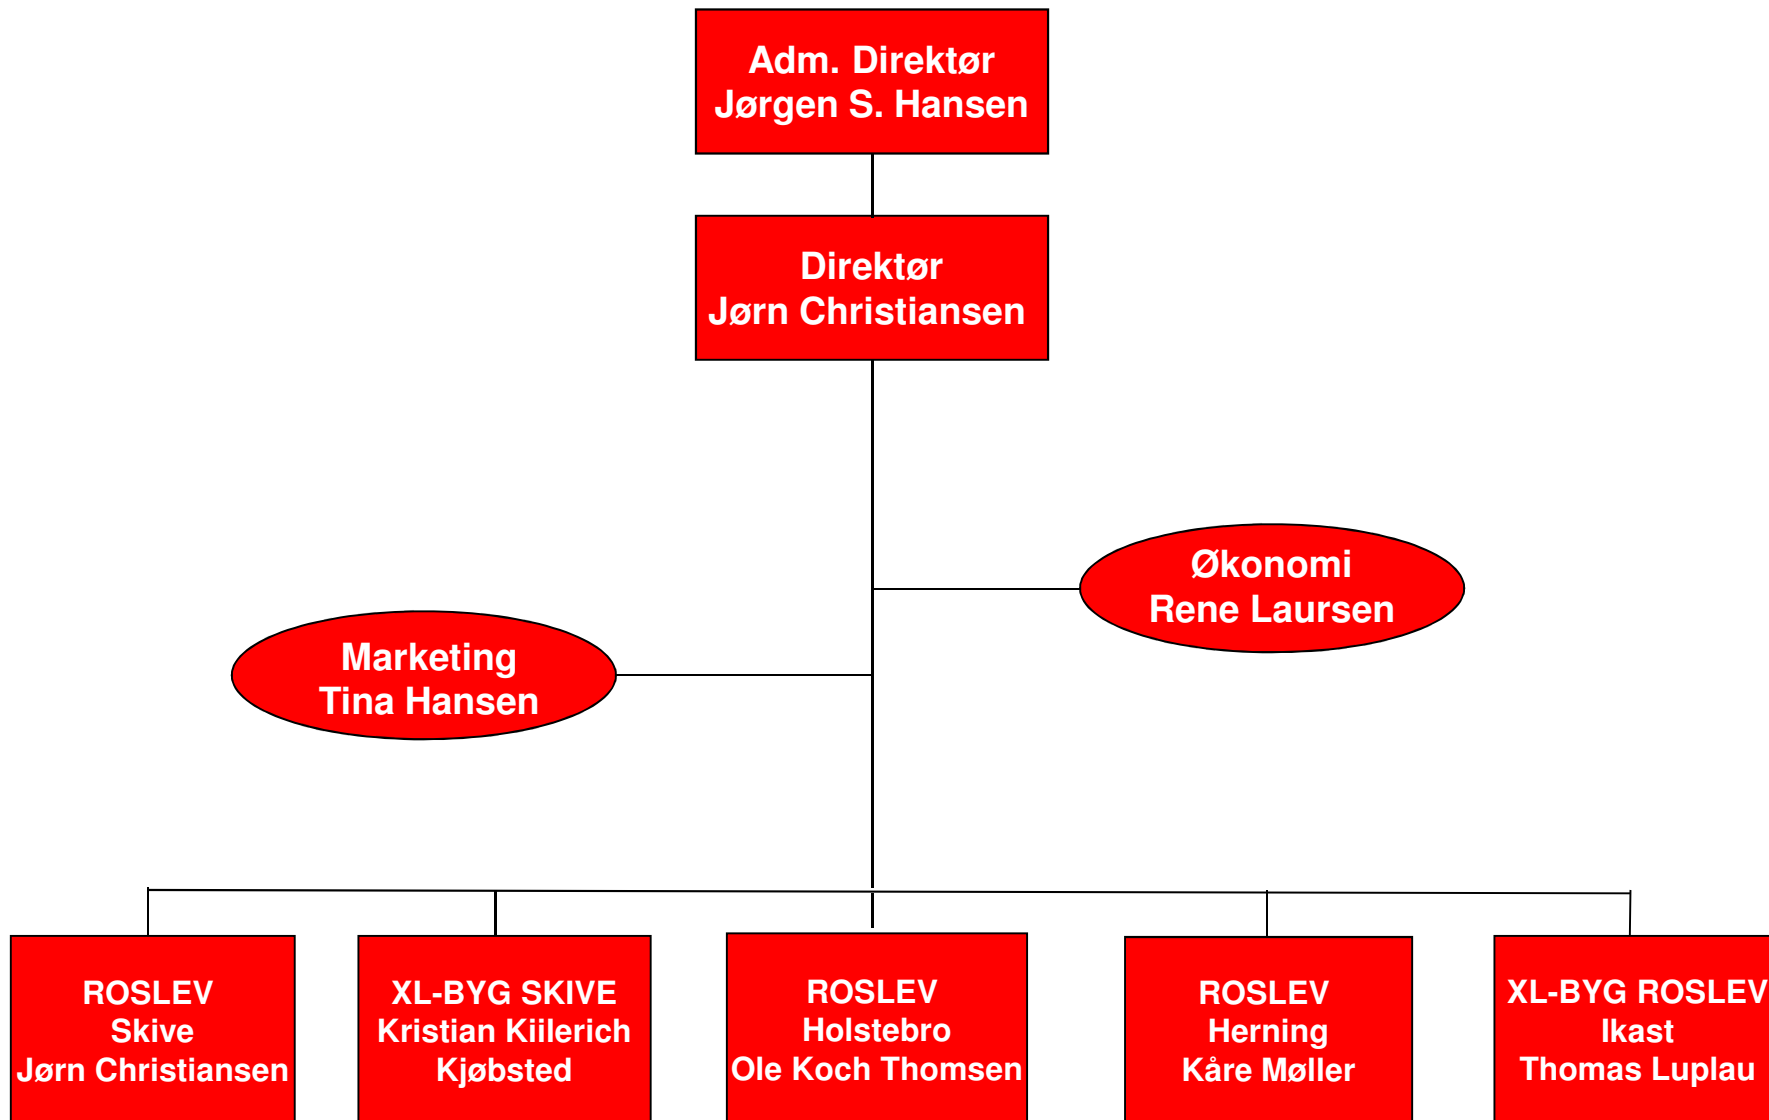 Adm. Direktør
Jørgen S. Hansen
Direktør
Jørn Christiansen
Økonomi
Rene Laursen
Marketing
Tina Hansen
ROSLEV
Skive
Jørn Christiansen
XL-BYG SKIVE
Kristian Kiilerich
Kjøbsted
ROSLEV
Holstebro
Ole Koch Thomsen
ROSLEV
Herning
Kåre Møller
XL-BYG ROSLEV
Ikast
Thomas Luplau